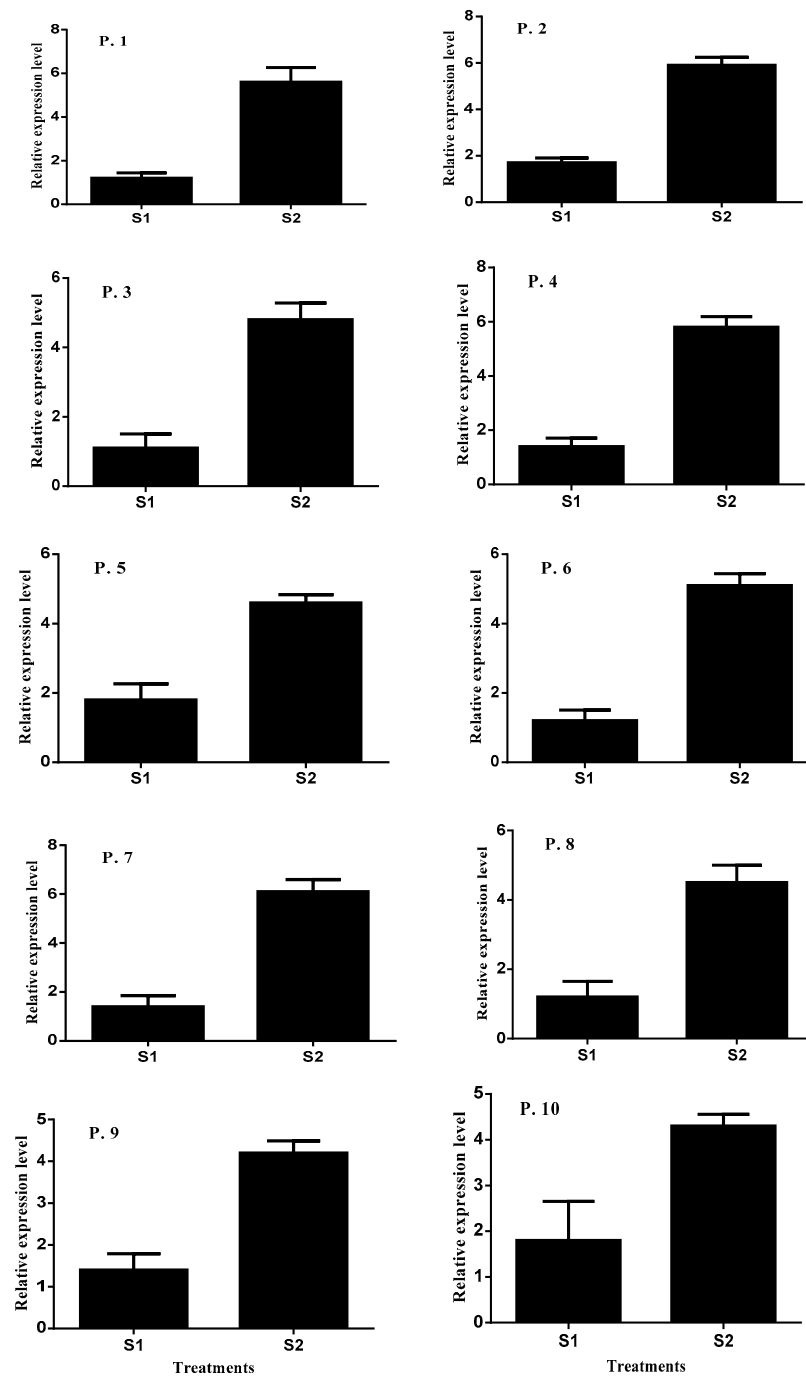 P. 1
Relative expression level
8
6
4
2
0
S1 S2
P. 2
Relative expression level
8
6
4
2
0
S1 S2
P. 3
Relative expression level
6
4
2
0
S1 S2
P. 4
Relative expression level
8
6
4
2
0
S1 S2
P. 5
Relative expression level
6
4
2
0
S1 S2
P. 6
Relative expression level
6
4
2
0
S1 S2
P. 7
Relative expression level
8
6
4
2
0
S1 S2
P. 8
Relative expression level
6
4
2
0
S1 S2
P. 9
Relative expression level
5
4
3
2
1
0
S1 S2
Treatments
P. 10
Relative expression level
5
4
3
2
1
0
S1 S2
Treatments